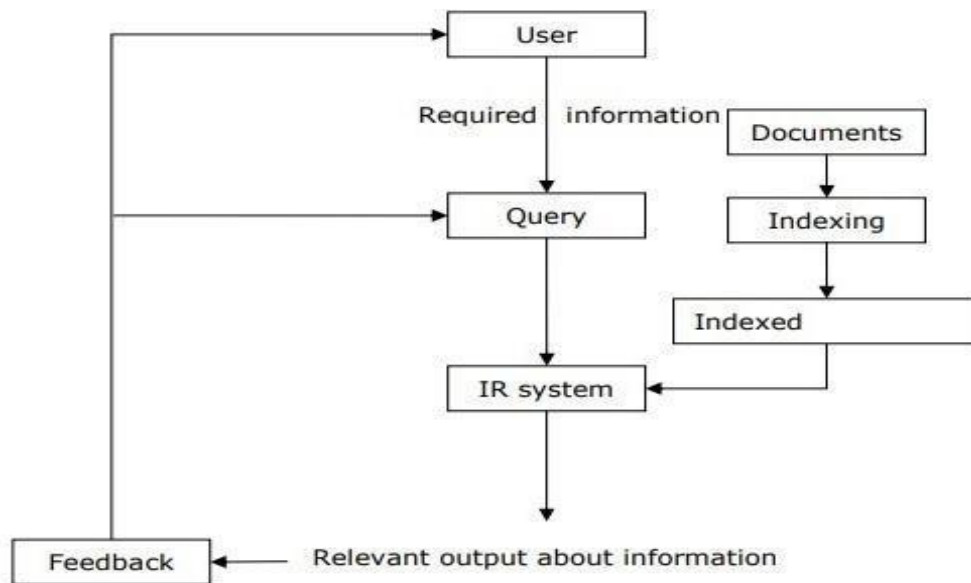 User
Required information
Documents
Query
Indexing
Indexed
IR system
Relevant output about information
Feedback